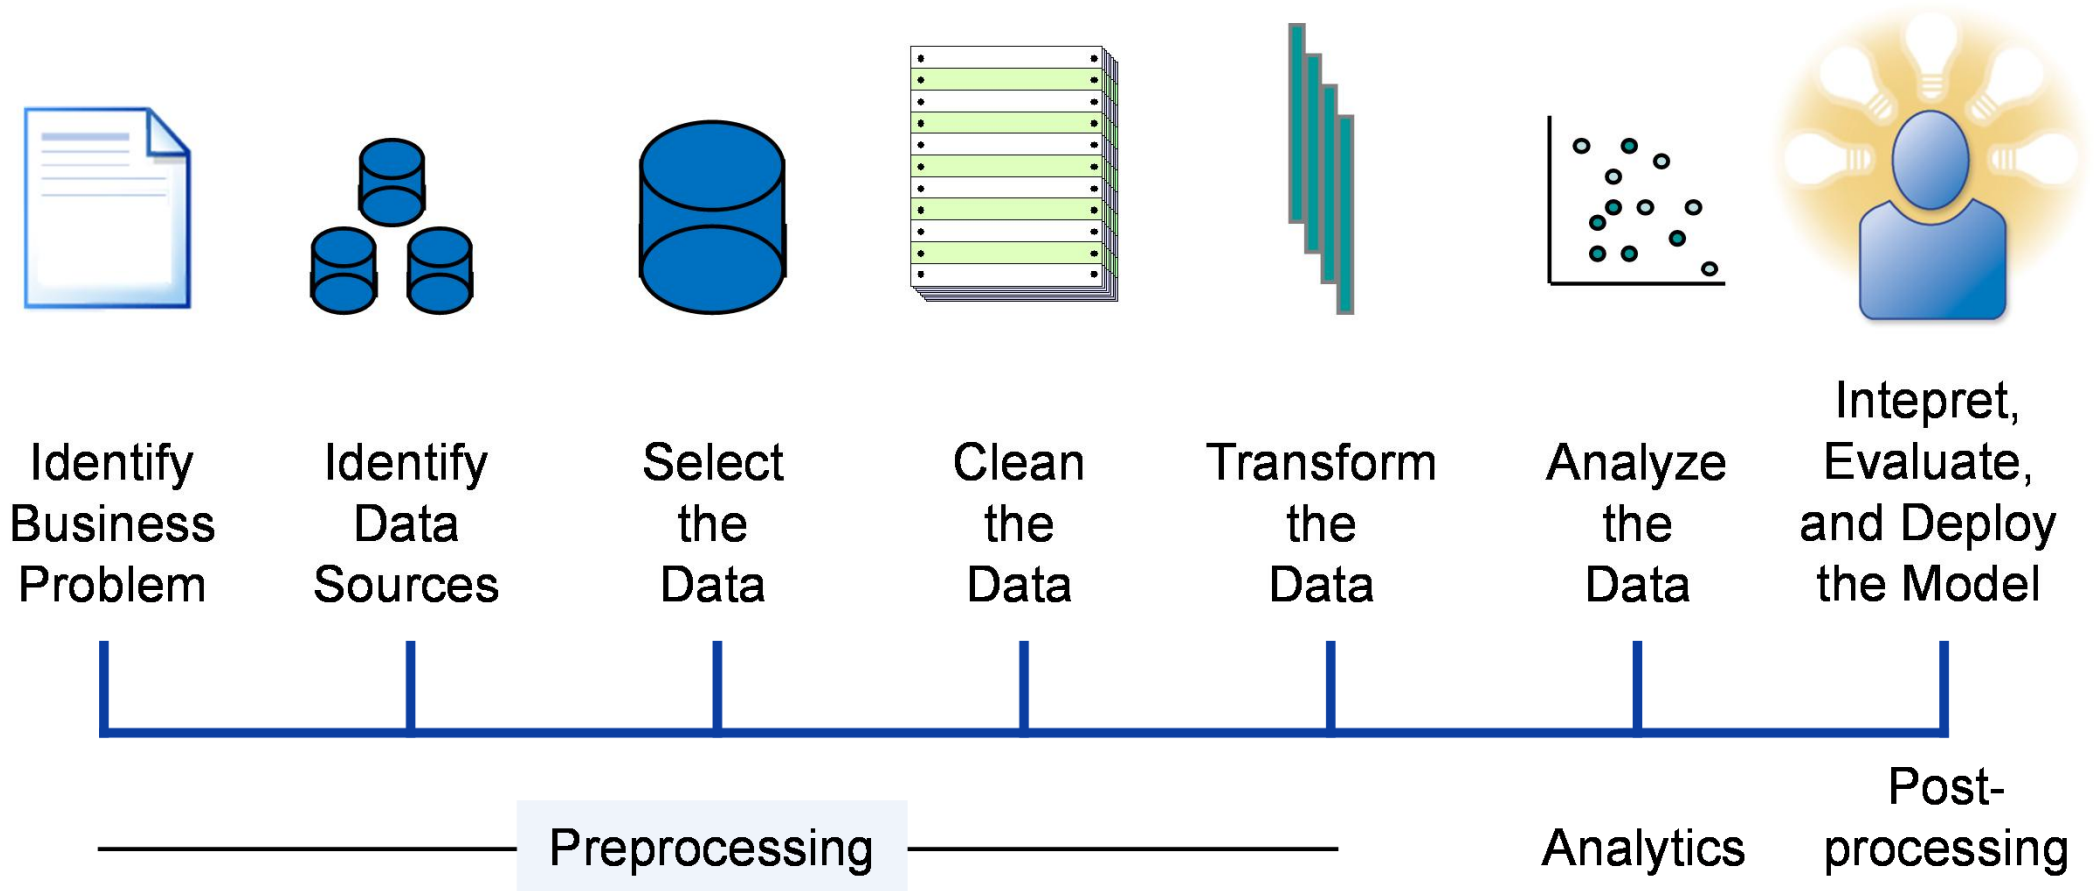 Identify
Business
Problem
Identify
Data
Sources
Select
the
Data
Clean
the
Data
Transform
the
Data
Analyze
the
Data
Intepret,
Evaluate,
and Deploy
the Model
Preprocessing
Analytics
Post-
processing